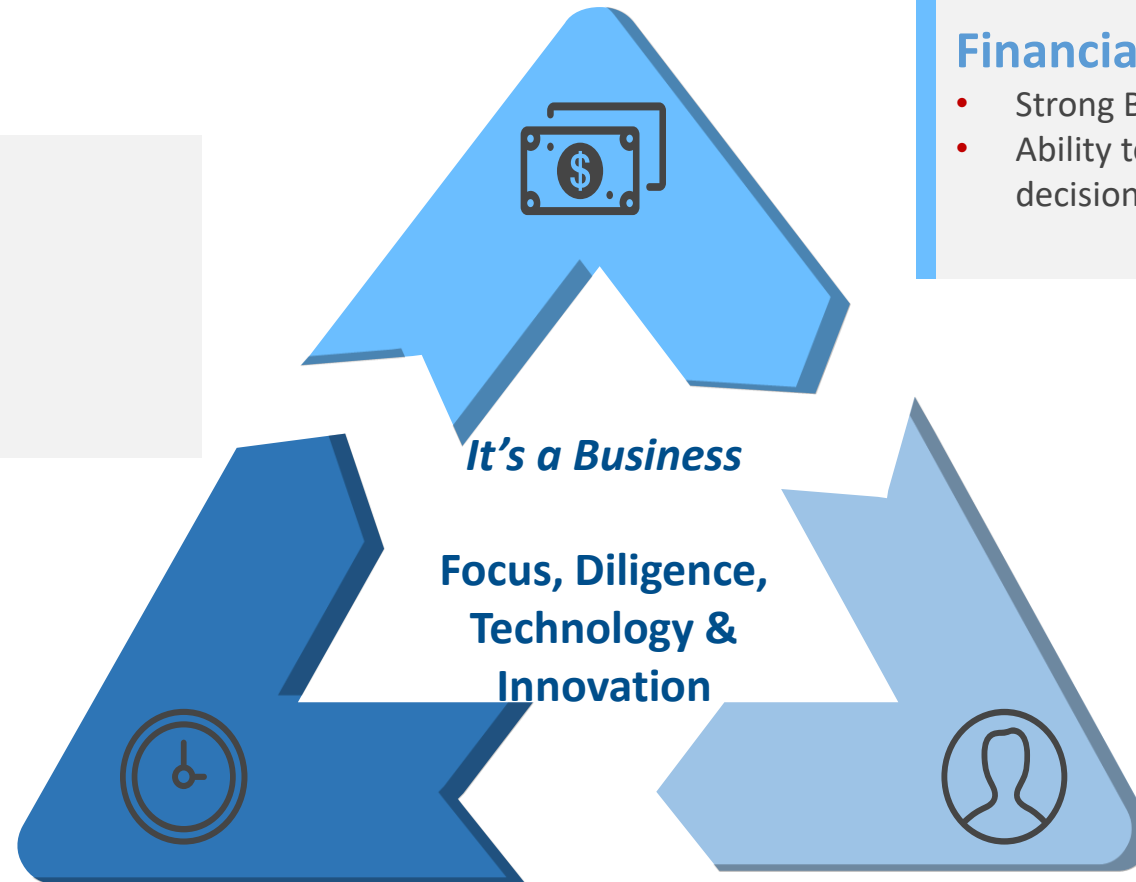 Financia
• Strong
• Ability
decision
It’s a Business
Focus, Diligence,
Technology &
Innovation
$